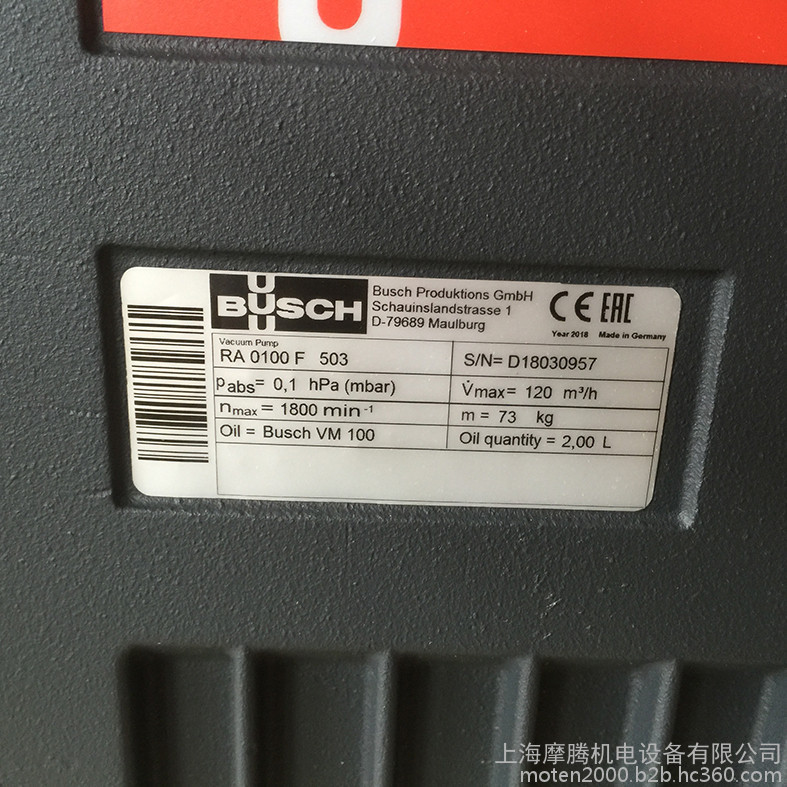 BUSCH
Busch Produktions GmbH
Schauinslandstrasse 1
D-79689 Maulburg
CE EAC
Year 2018 Made in Germany
Vacuum Pump
RA 0100 F 503
S/N= D18030957
pabs= 0,1 hPa (mbar)
V̇max= 120 m³/h
nmax = 1800 min⁻¹
m = 73 kg
Oil = Busch VM 100
Oil quantity = 2,00 L
上海摩腾机电设备有限公司
moten2000.b2b.hc360.com